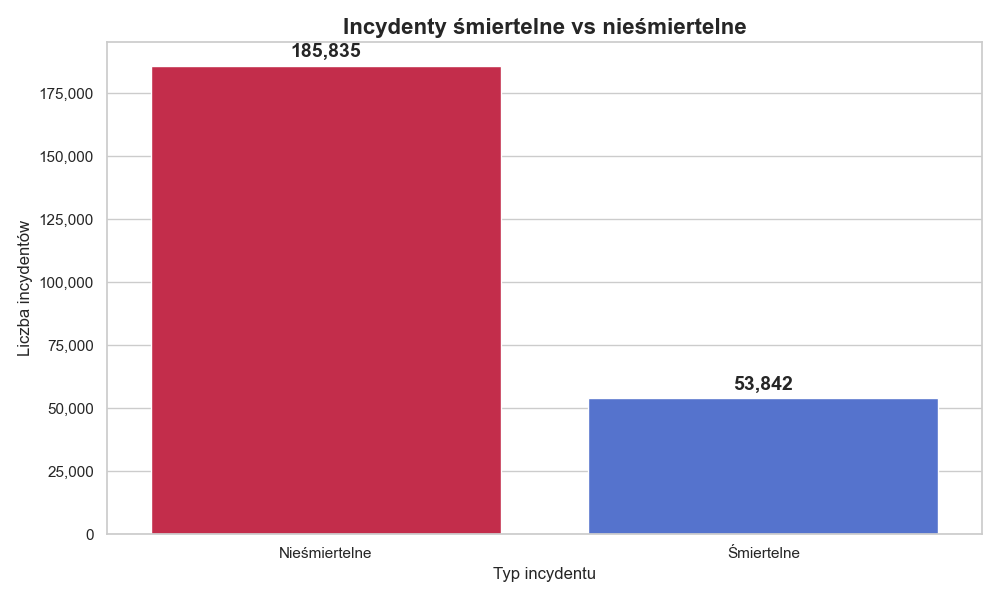 Incydenty śmiertelne vs nieśmiertelne
185,835
53,842
175,000
150,000
125,000
100,000
75,000
50,000
25,000
0
Liczba incydentów
Nieśmiertelne
Śmiertelne
Typ incydentu